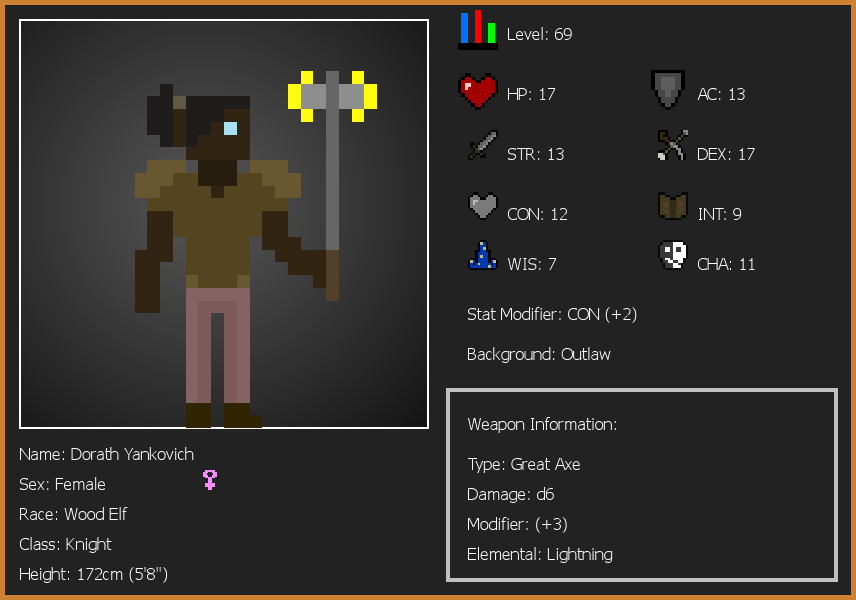 Level: 69
HP: 17
AC: 13
STR: 13
DEX: 17
CON: 12
INT: 9
WIS: 7
CHA: 11
Stat Modifier: CON (+2)
Background: Outlaw
Weapon Information:
Type: Great Axe
Damage: d6
Modifier: (+3)
Elemental: Lightning
Name: Dorath Yankovich
Sex: Female
Race: Wood Elf
Class: Knight
Height: 172cm (5'8")